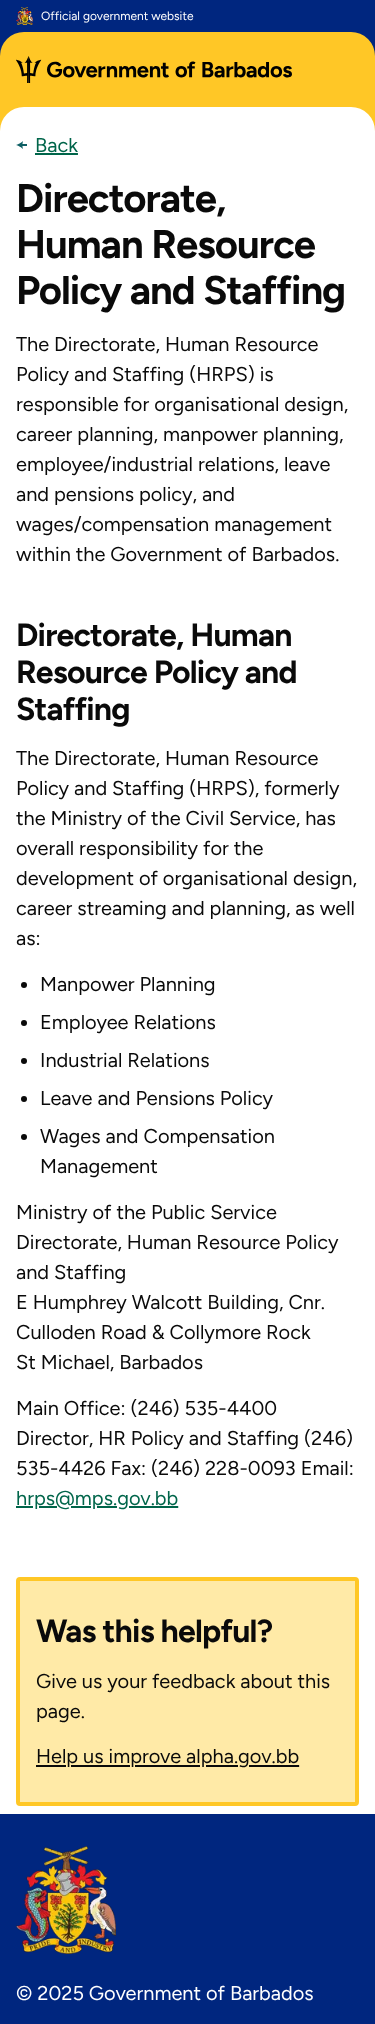 Official government website
Government of Barbados
Back
Directorate,
Human Resource
Policy and Staffing
The Directorate, Human Resource
Policy and Staffing (HRPS) is
responsible for organisational design,
career planning, manpower planning,
employee/industrial relations, leave
and pensions policy, and
wages/compensation management
within the Government of Barbados.
Directorate, Human
Resource Policy and
Staffing
The Directorate, Human Resource
Policy and Staffing (HRPS), formerly
the Ministry of the Civil Service, has
overall responsibility for the
development of organisational design,
career streaming and planning, as well
as:
• Manpower Planning
• Employee Relations
• Industrial Relations
• Leave and Pensions Policy
• Wages and Compensation
Management
Ministry of the Public Service
Directorate, Human Resource Policy
and Staffing
E Humphrey Walcott Building, Cnr.
Culloden Road & Collymore Rock
St Michael, Barbados
Main Office: (246) 535-4400
Director, HR Policy and Staffing (246)
535-4426 Fax: (246) 228-0093 Email:
hrps@mps.gov.bb
Was this helpful?
Give us your feedback about this
page.
Help us improve alpha.gov.bb
PRIDE AND INDUSTRY
© 2025 Government of Barbados